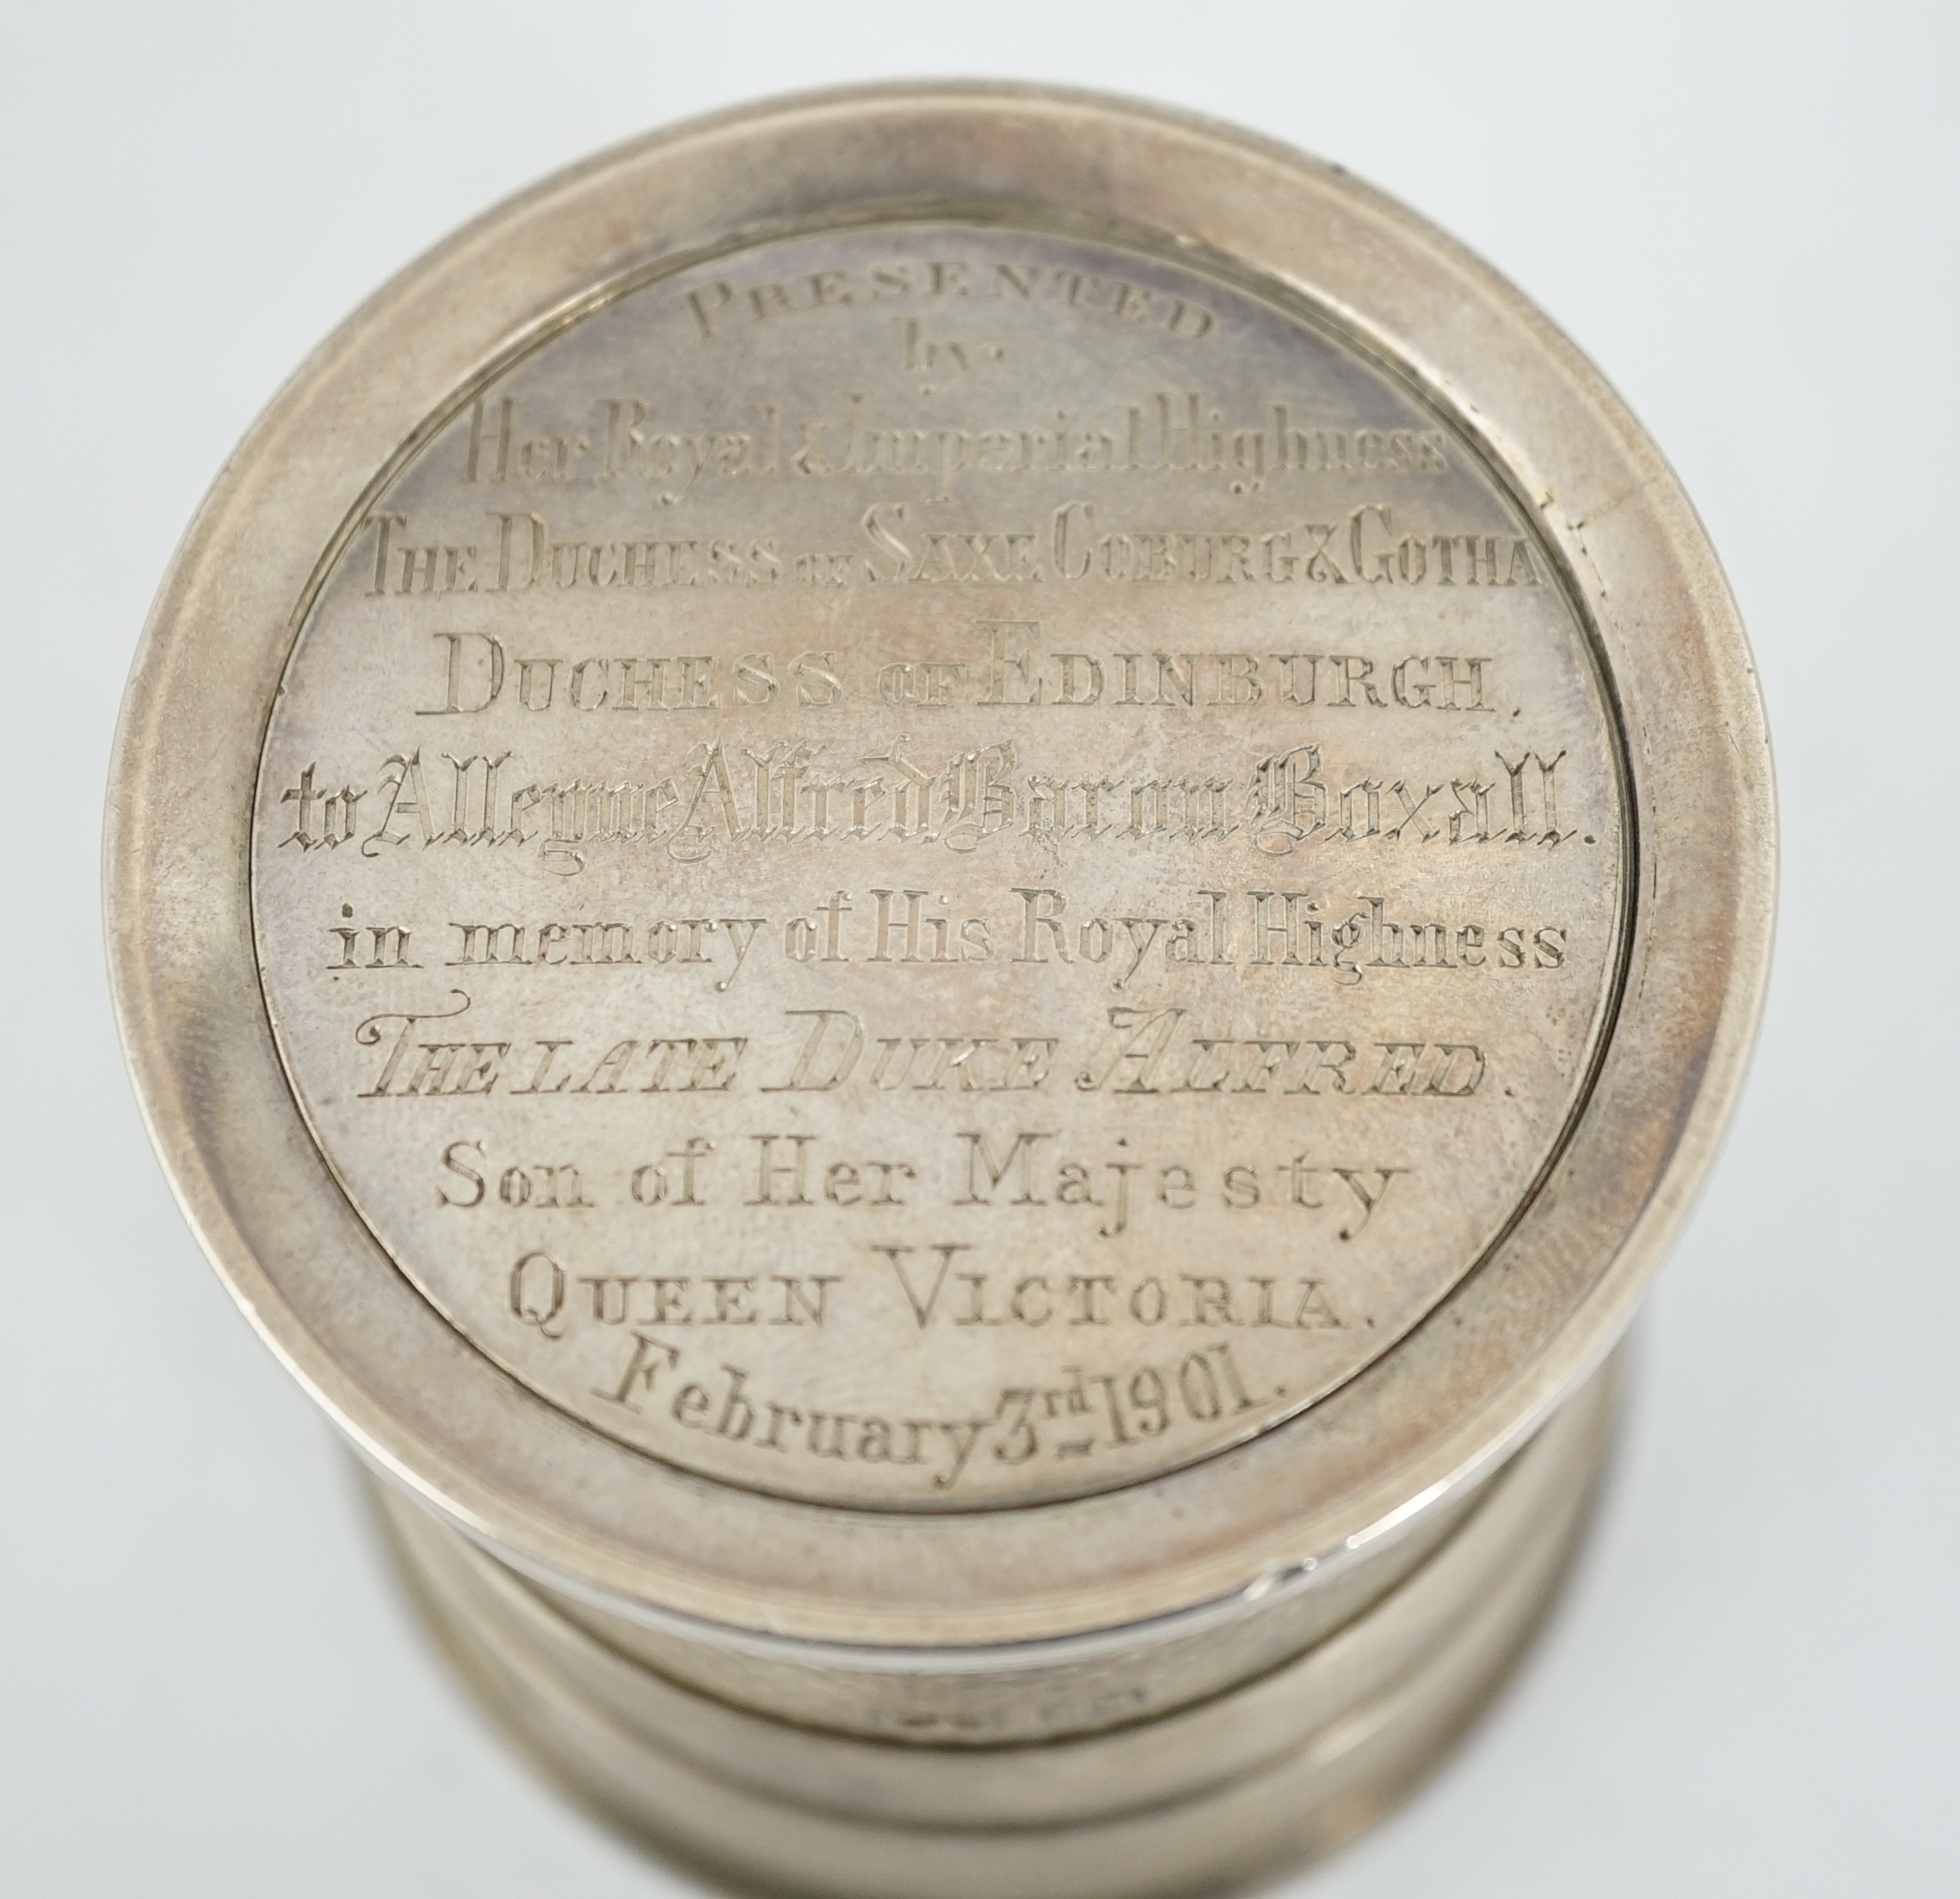 PRESENTED
by
Her Royal & Imperial Highness
THE DUCHESS OF SAXE COBURG & GOTHA
DUCHESS OF EDINBURGH.
to Alleyne Alfred Baron Boxall.
in memory of His Royal Highness
THE LATE DUKE ALFRED.
Son of Her Majesty
QUEEN VICTORIA.
February 3rd 1901.